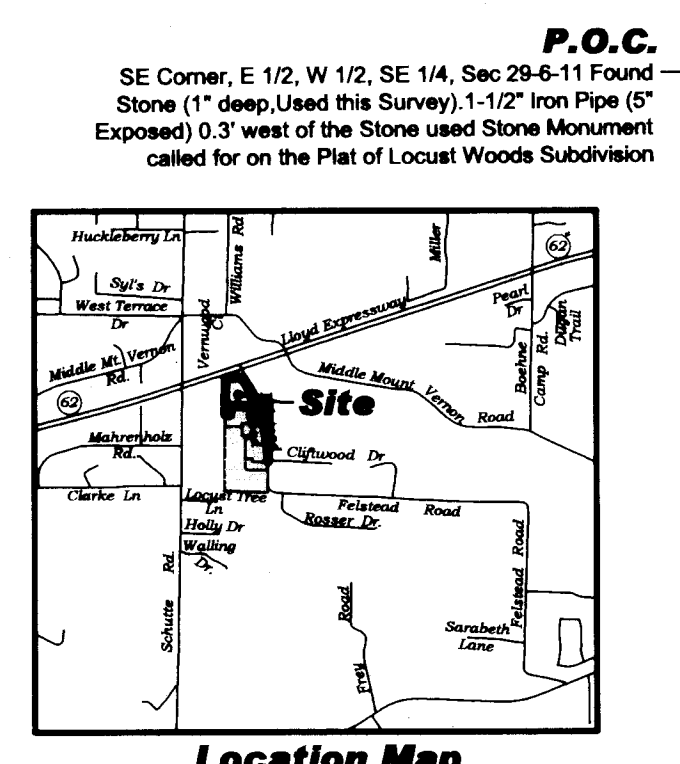 P.O.C.
SE Corner, E 1/2, W 1/2, SE 1/4, Sec 29-6-11 Found
Stone (1" deep,Used this Survey).1-1/2" Iron Pipe (5"
Exposed) 0.3' west of the Stone used Stone Monument
called for on the Plat of Locust Woods Subdivision
Huckleberry Ln
Williams Rd
Miller
62
Syl's Dr
West Terrace
Dr
Vernwood
Ct
Lloyd Expressway
Pearl
Dr
Dugan
Trail
Boehne
Camp Rd.
Middle Mt. Vernon
Rd.
Middle Mount
Vernon
Road
62
Site
Mahrenholz
Rd.
Cliftwood Dr
Clarke Ln
Locust Tree
Ln
Felstead Road
Rosser Dr.
Holly Dr
Walling
Dr.
Schutte Rd.
Felstead Road
Frey Road
Sarabeth
Lane
Location Map